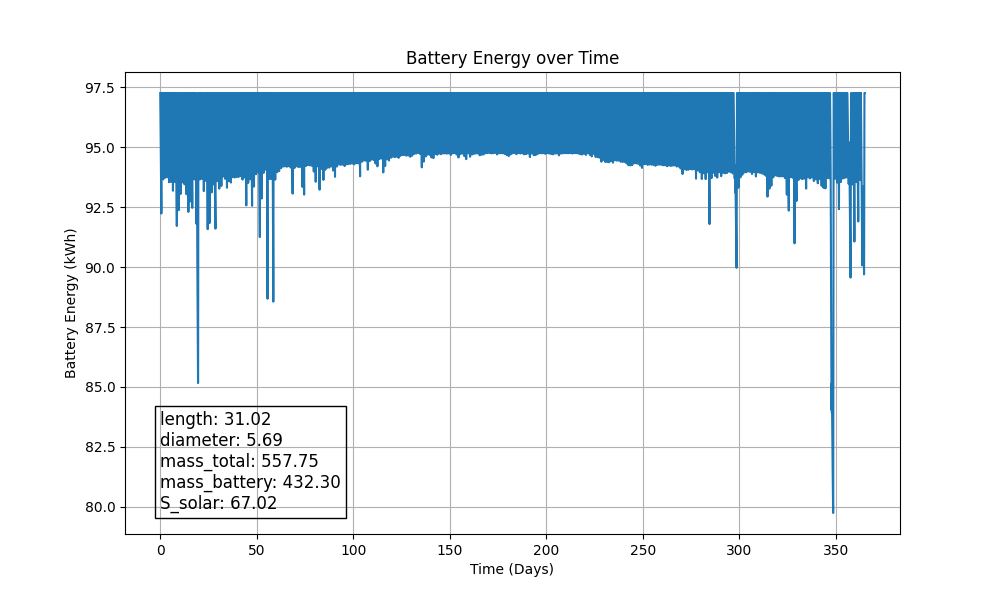 Battery Energy over Time
Battery Energy (kWh)
97.5
95.0
92.5
90.0
87.5
85.0
82.5
80.0
length: 31.02
diameter: 5.69
mass_total: 557.75
mass_battery: 432.30
S_solar: 67.02
0 50 100 150 200 250 300 350
Time (Days)